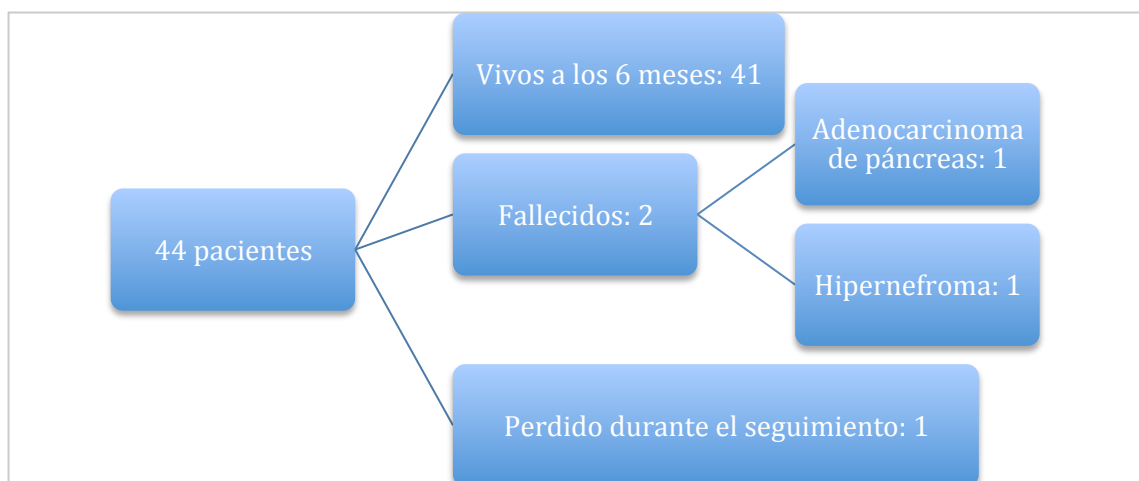 44 pacientes
Vivos a los 6 meses: 41
Fallecidos: 2
Adenocarcinoma
de páncreas: 1
Hipernefroma: 1
Perdido durante el seguimiento: 1